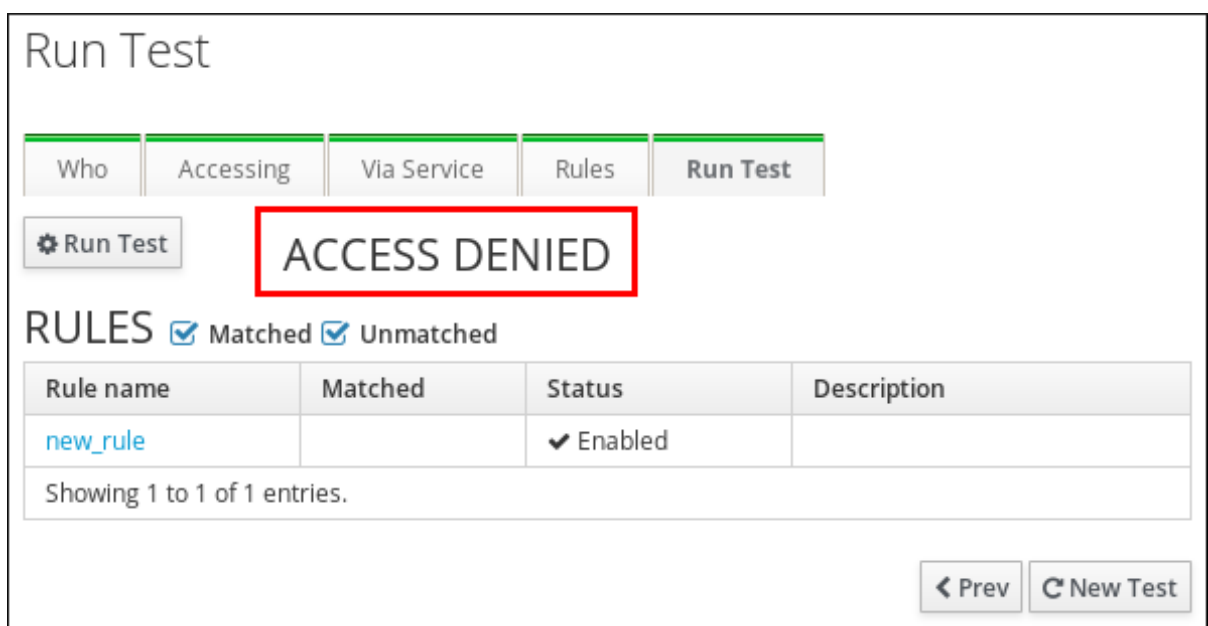 Run Test
Who Accessing Via Service Rules Run Test
Run Test ACCESS DENIED
RULES Matched Unmatched
Rule name Matched Status Description
new_rule Enabled
Showing 1 to 1 of 1 entries.
Prev New Test